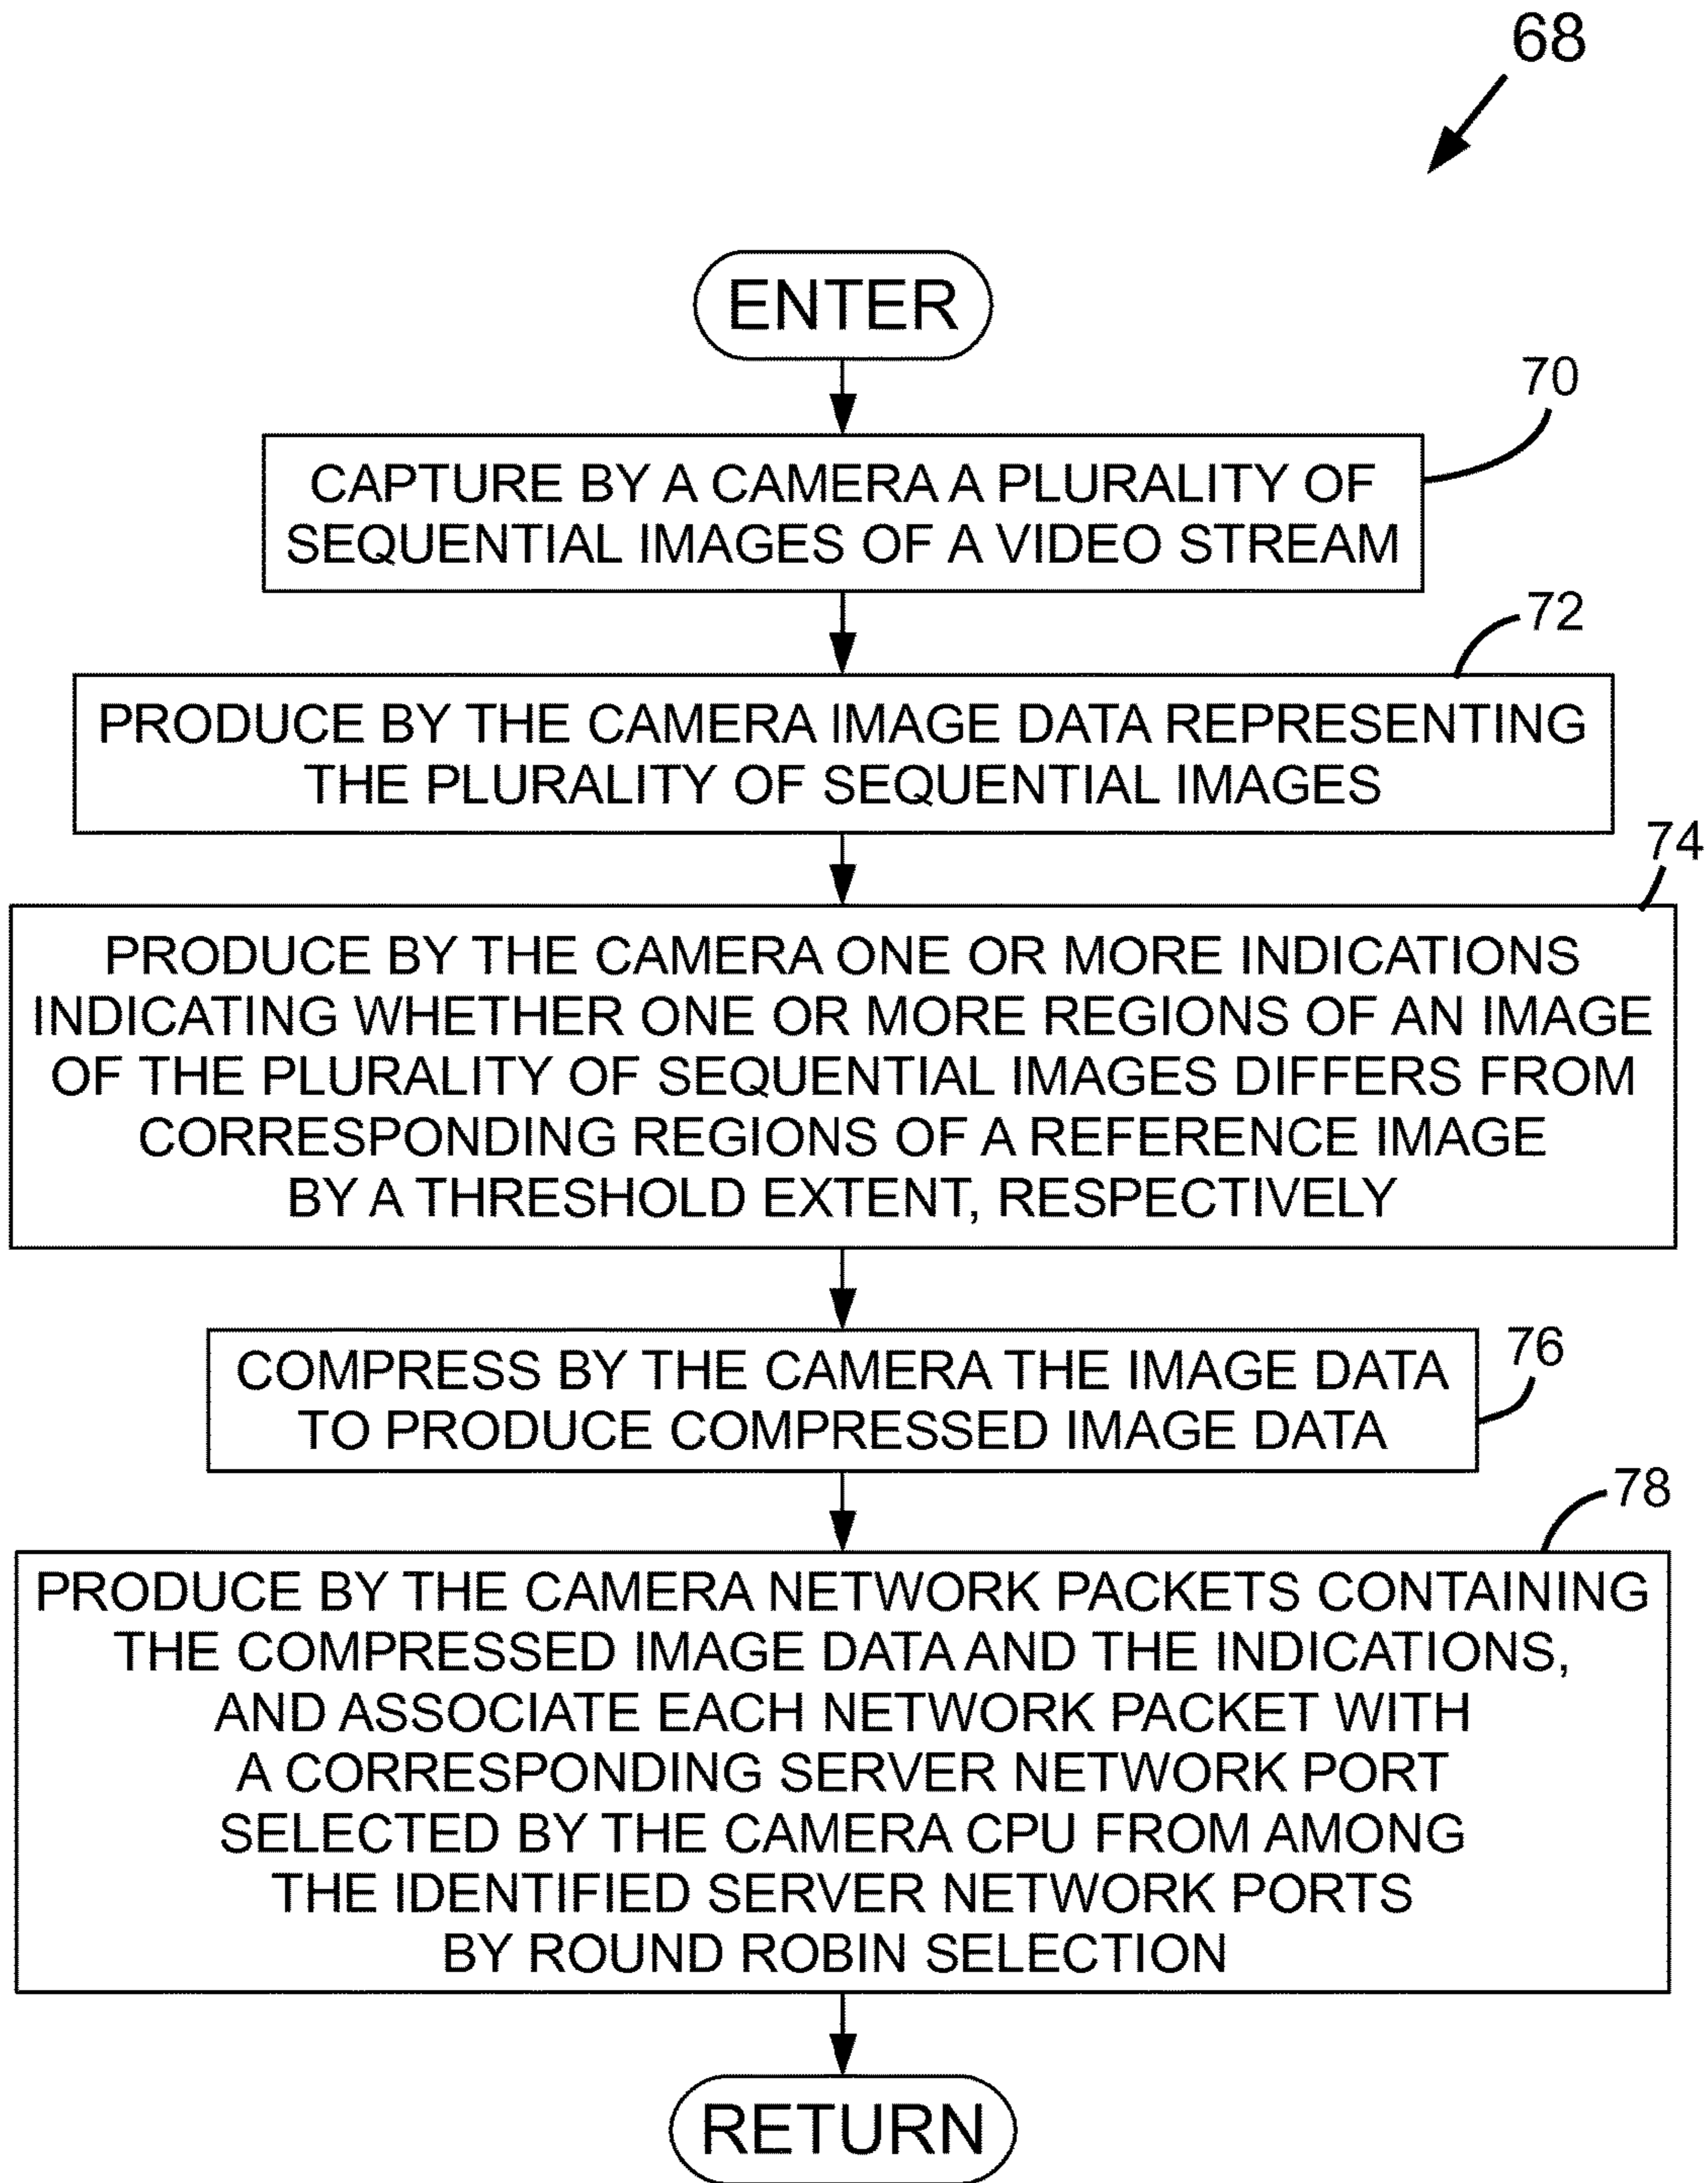 68
ENTER
70
CAPTURE BY A CAMERA A PLURALITY OF
SEQUENTIAL IMAGES OF A VIDEO STREAM
72
PRODUCE BY THE CAMERA IMAGE DATA REPRESENTING
THE PLURALITY OF SEQUENTIAL IMAGES
74
PRODUCE BY THE CAMERA ONE OR MORE INDICATIONS
INDICATING WHETHER ONE OR MORE REGIONS OF AN IMAGE
OF THE PLURALITY OF SEQUENTIAL IMAGES DIFFERS FROM
CORRESPONDING REGIONS OF A REFERENCE IMAGE
BY A THRESHOLD EXTENT, RESPECTIVELY
76
COMPRESS BY THE CAMERA THE IMAGE DATA
TO PRODUCE COMPRESSED IMAGE DATA
78
PRODUCE BY THE CAMERA NETWORK PACKETS CONTAINING
THE COMPRESSED IMAGE DATA AND THE INDICATIONS,
AND ASSOCIATE EACH NETWORK PACKET WITH
A CORRESPONDING SERVER NETWORK PORT
SELECTED BY THE CAMERA CPU FROM AMONG
THE IDENTIFIED SERVER NETWORK PORTS
BY ROUND ROBIN SELECTION
RETURN